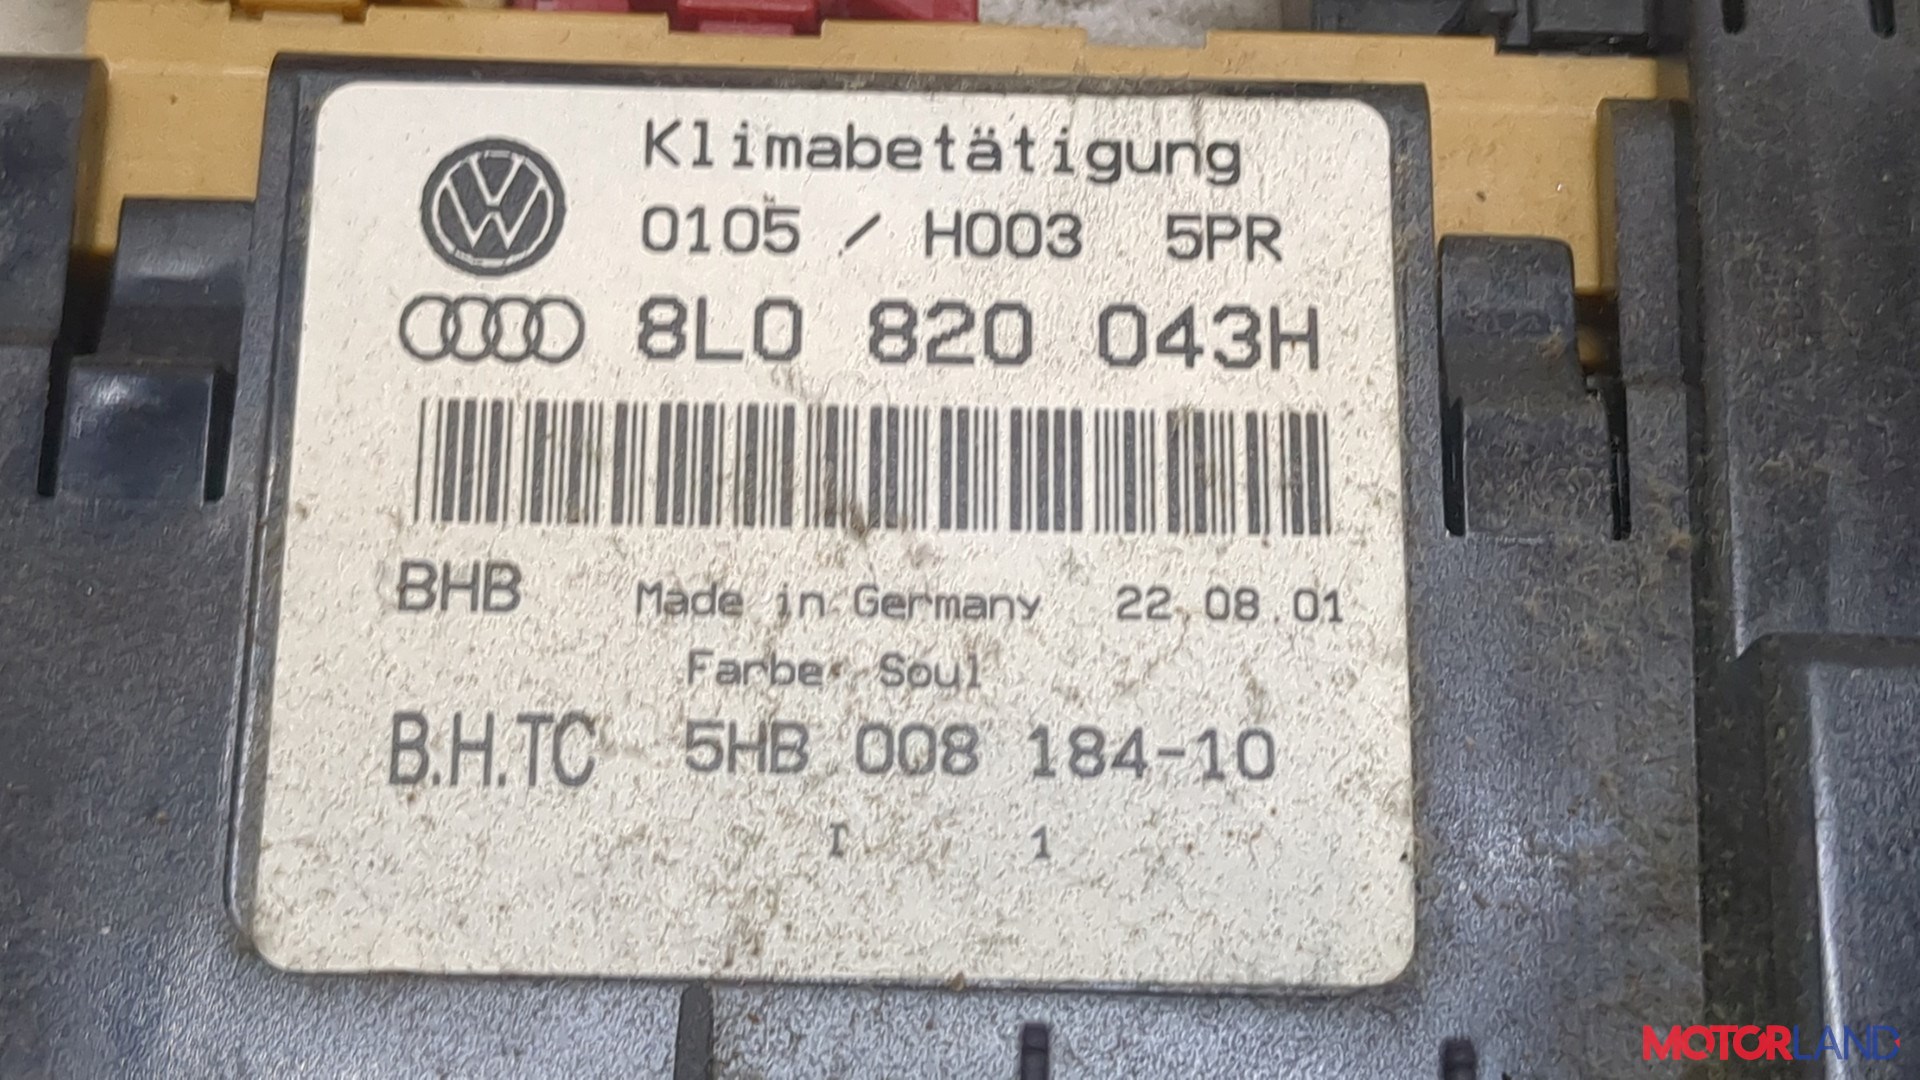 Klimabetätigung
0105 / H003 5PR
8L0 820 043H
BHB Made in Germany 22.08.01
Farbe Soul
B.H.TC 5HB 008 184-10
I 1
MOTORLAND